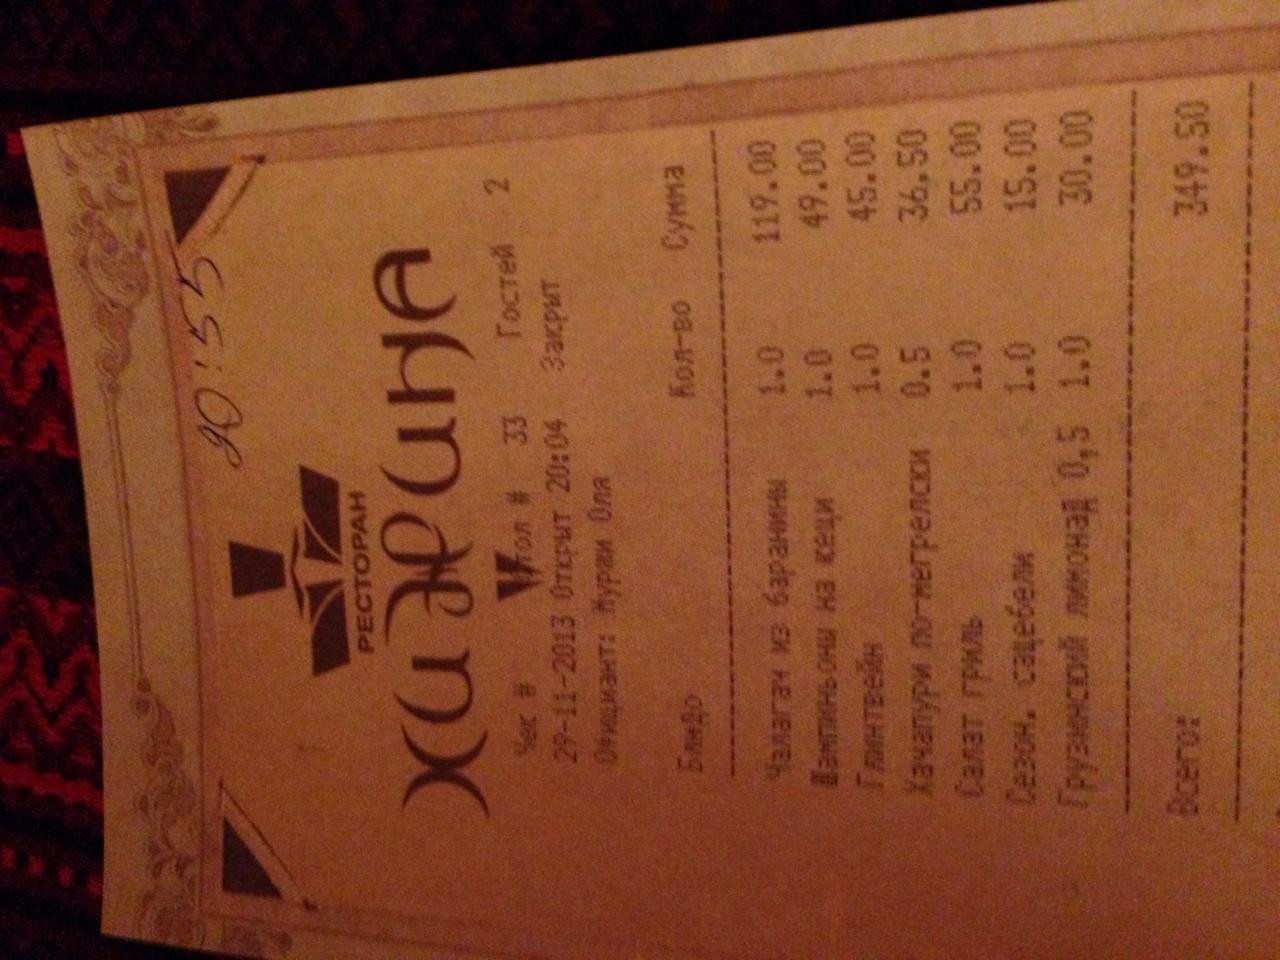 20:55
РЕСТОРАН
ХИЖИНА
Чек # Стол # 33 Гостей 2
29-11-2013 Открыт 20:04 Закрыт
Официант: Мураи Оля
Блюдо Кол-во Сумма
Чалагач из баранины 1.0 119.00
Шампиньоны на кеци 1.0 49.00
Глинтвейн 1.0 45.00
Хачапури по-мегрелски 0.5 36.50
Салат гриль 1.0 55.00
Сезон. сацебели 1.0 15.00
Грузинский лимонад 0,5 1.0 30.00
Всего: 349.50